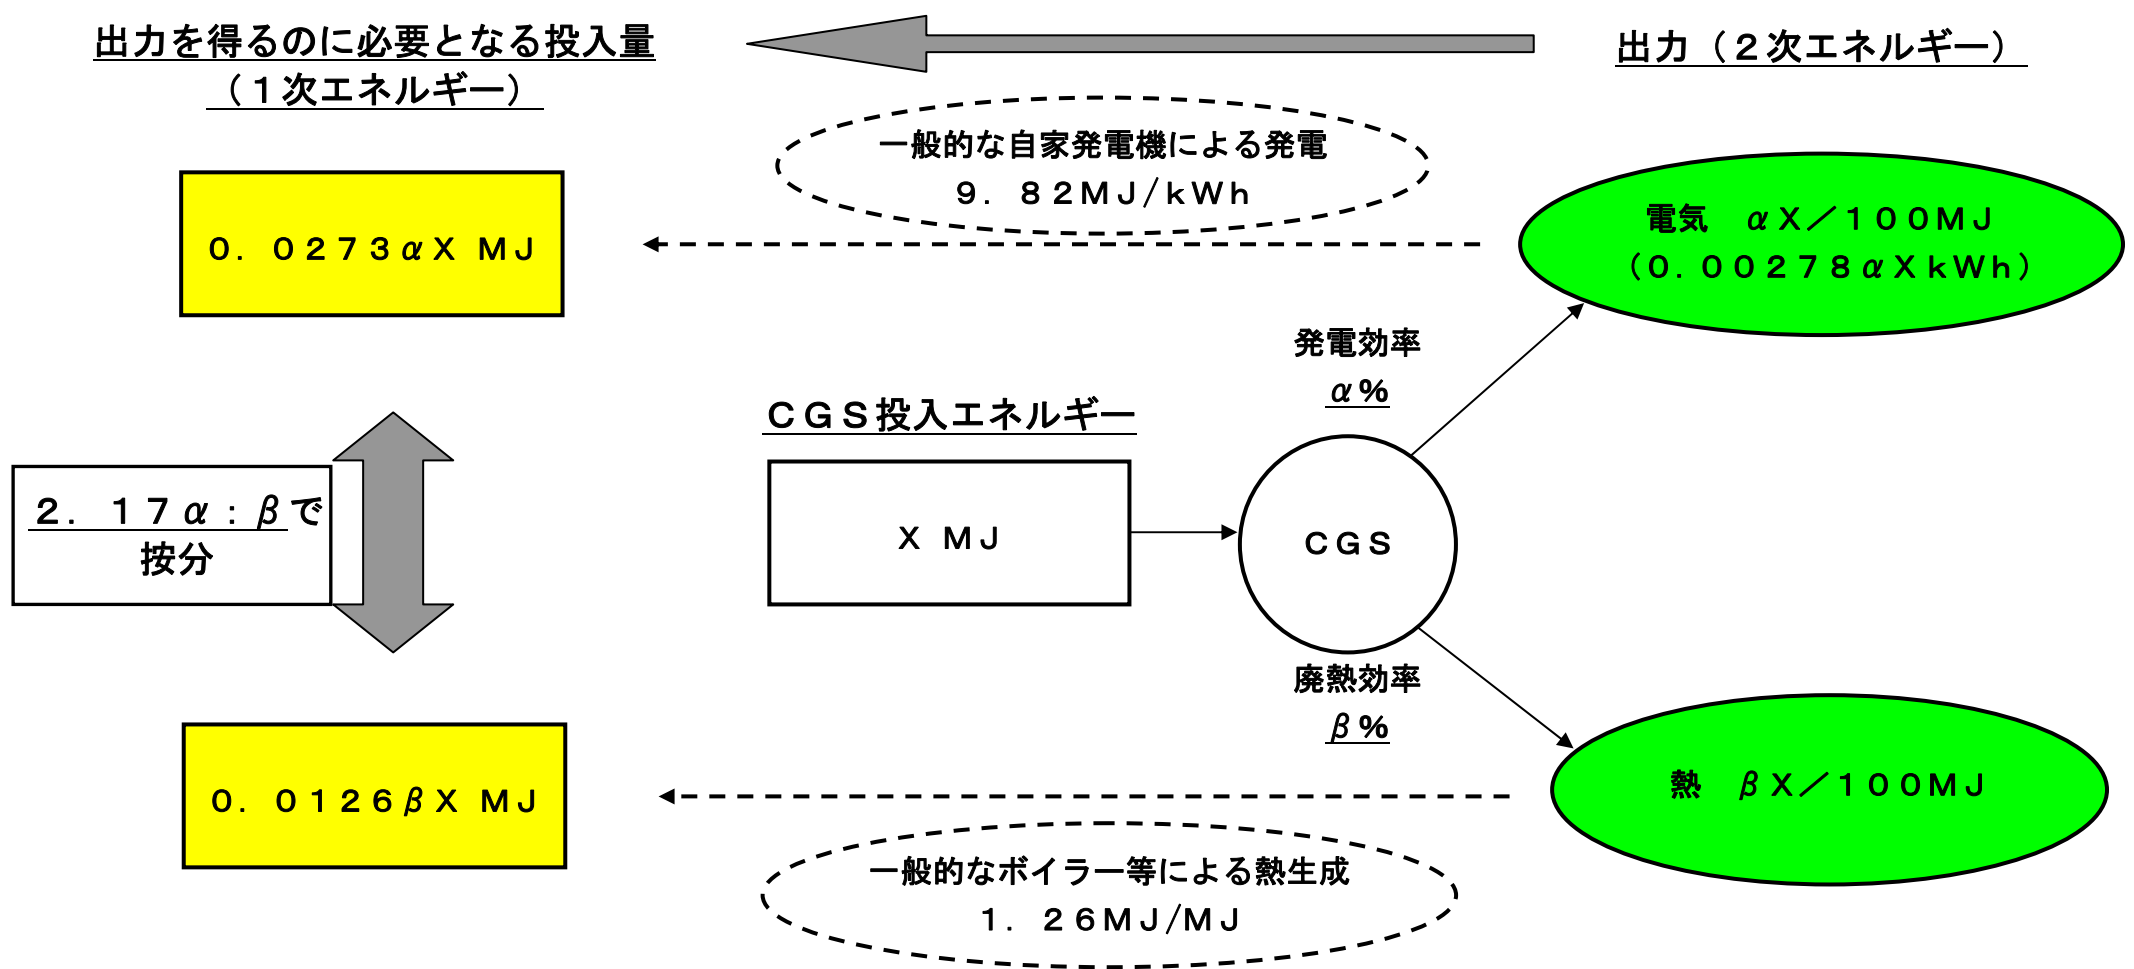 出力を得るのに必要となる投入量
（１次エネルギー）
出力（２次エネルギー）
一般的な自家発電機による発電
９．８２ＭＪ/ｋＷｈ
０．０２７３αＸ ＭＪ
電気　αＸ／１００ＭＪ
（０．００２７８αＸｋＷｈ）
発電効率
α％
ＣＧＳ投入エネルギー
２．１７α：βで
按分
Ｘ ＭＪ
ＣＧＳ
廃熱効率
β％
０．０１２６βＸ ＭＪ
熱　βＸ／１００ＭＪ
一般的なボイラー等による熱生成
１．２６ＭＪ/ＭＪ